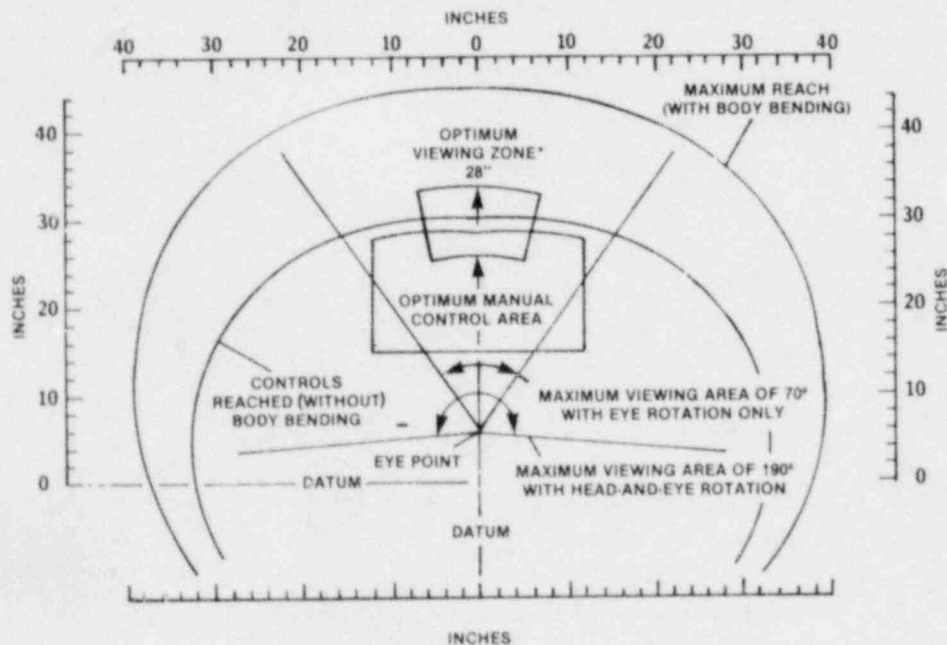 INCHES
40 30 20 10 0 10 20 30 40
MAXIMUM REACH
(WITH BODY BENDING)
40
40
OPTIMUM
VIEWING ZONE*
28"
30
30
INCHES
INCHES
20
20
OPTIMUM MANUAL
CONTROL AREA
CONTROLS
REACHED (WITHOUT)
BODY BENDING
MAXIMUM VIEWING AREA OF 70°
WITH EYE ROTATION ONLY
10
10
EYE POINT
MAXIMUM VIEWING AREA OF 190°
WITH HEAD-AND-EYE ROTATION
0
DATUM
0
DATUM
INCHES